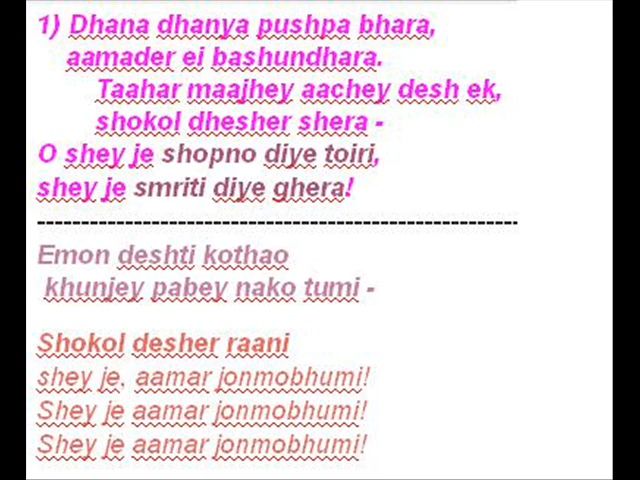 1) Dhana dhanya pushpa bhara,
aamader ei bashundhara.
Taahar maajhey aachey desh ek,
shokol dhesher shera -
O shey je shopno diye toiri,
shey je smriti diye ghera!
Emon deshti kothao
khunjey pabey nako tumi -
Shokol desher raani
shey je, aamar jonmobhumi!
Shey je aamar jonmobhumi!
Shey je aamar jonmobhumi!